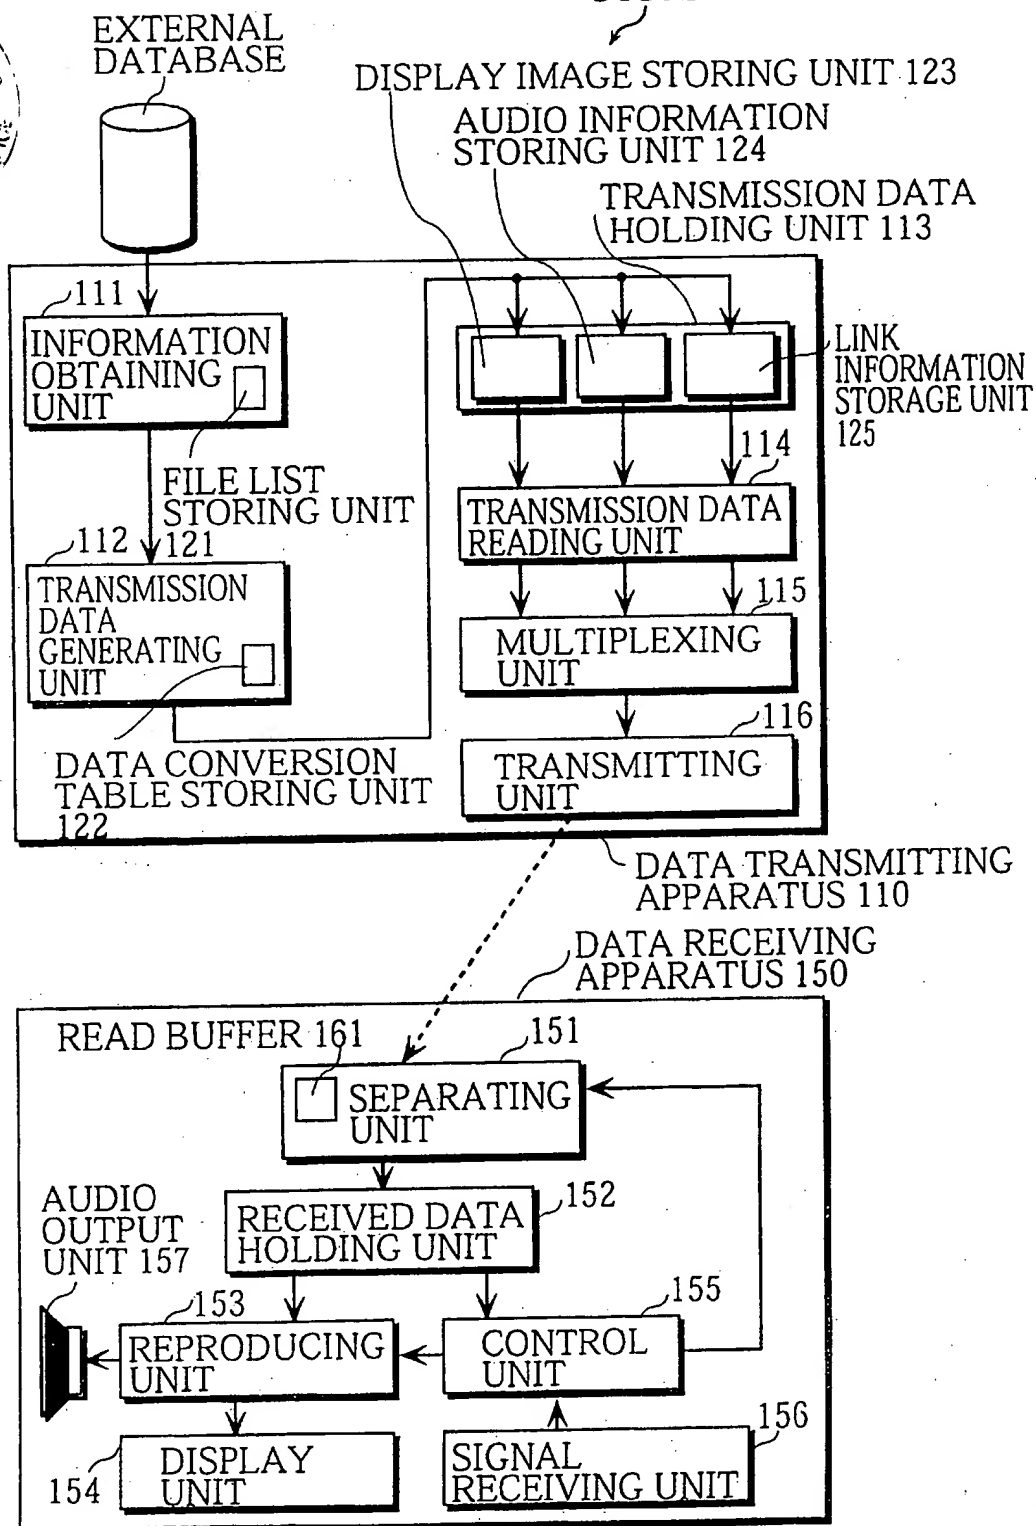 EXTERNAL
DATABASE
DISPLAY IMAGE STORING UNIT 123
AUDIO INFORMATION
STORING UNIT 124
TRANSMISSION DATA
HOLDING UNIT 113
111
INFORMATION
OBTAINING
UNIT
LINK
INFORMATION
STORAGE UNIT
125
FILE LIST
STORING UNIT
121
114
TRANSMISSION DATA
READING UNIT
112
TRANSMISSION
DATA
GENERATING
UNIT
115
MULTIPLEXING
UNIT
116
TRANSMITTING
UNIT
DATA CONVERSION
TABLE STORING UNIT
122
DATA TRANSMITTING
APPARATUS 110
DATA RECEIVING
APPARATUS 150
READ BUFFER 161
151
SEPARATING
UNIT
152
RECEIVED DATA
HOLDING UNIT
AUDIO
OUTPUT
UNIT 157
153
REPRODUCING
UNIT
155
CONTROL
UNIT
154
DISPLAY
UNIT
156
SIGNAL
RECEIVING UNIT